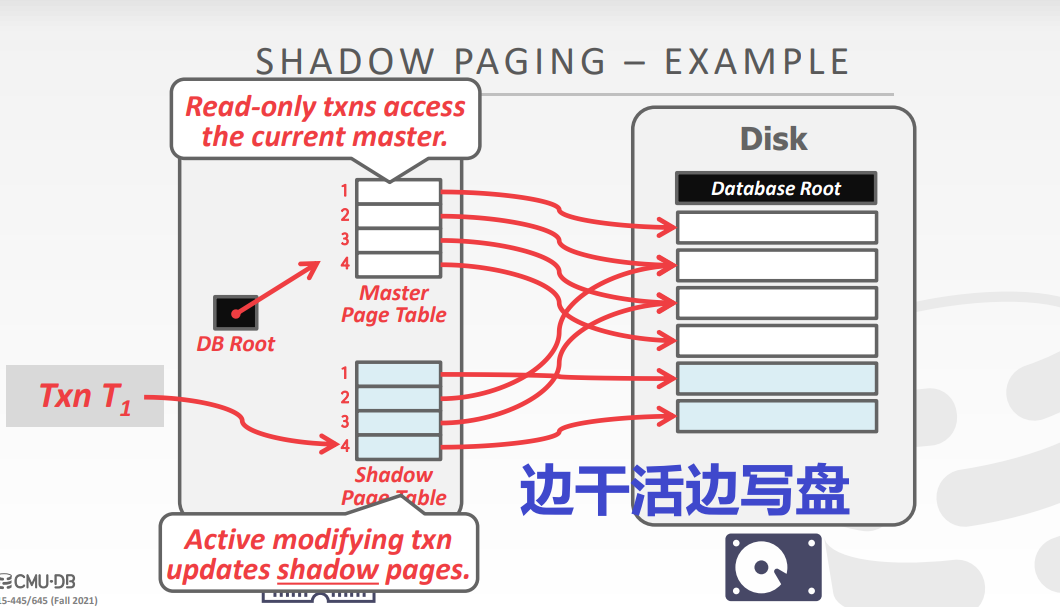 SHADOW PAGING – EXAMPLE
Read-only txns access
the current master.
1
2
3
4
Master
Page Table
DB Root
Txn T1
1
2
3
4
Shadow
Page Table
Active modifying txn
updates shadow pages.
Disk
Database Root
边干活边写盘
CMU·DB
15-445/645 (Fall 2021)